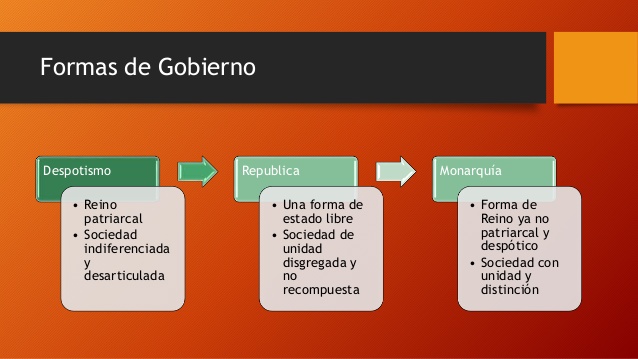 Formas de Gobierno
Despotismo
• Reino
patriarcal
• Sociedad
indiferenciada
y
desarticulada
Republica
• Una forma de
estado libre
• Sociedad de
unidad
disgregada y
no
recompuesta
Monarquía
• Forma de
Reino ya no
patriarcal y
despótico
• Sociedad con
unidad y
distinción